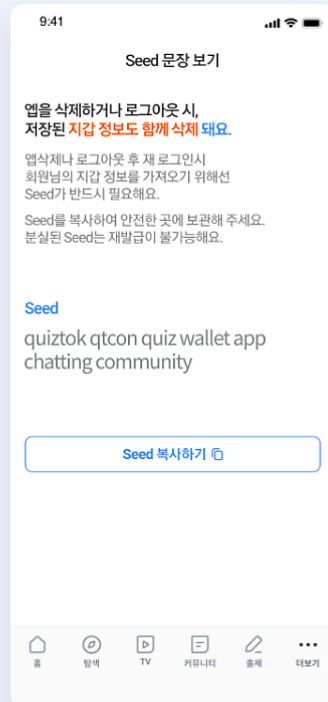 9:41
Seed 문장 보기
엡을 삭제하거나 로그아웃 시,
저장된 지갑 정보도 함께 삭제 돼요.
앱삭제나 로그아웃 후 재 로그인시
회원님의 지갑 정보를 가져오기 위해선
Seed가 반드시 필요해요.
Seed를 복사하여 안전한 곳에 보관해 주세요.
분실된 Seed는 재발급이 불가능해요.
Seed
quiztok qtcon quiz wallet app
chatting community
Seed 복사하기
홈 탐색 TV 커뮤니티 출제 더보기